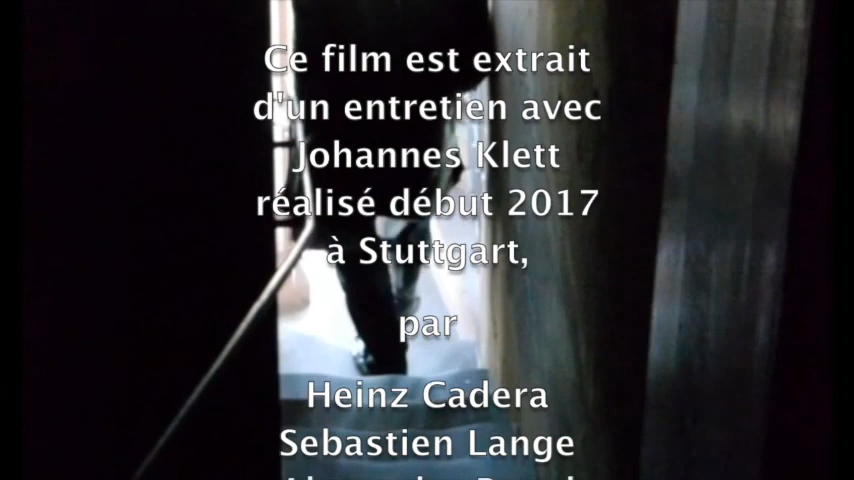 Ce film est extrait
d'un entretien avec
Johannes Klett
réalisé début 2017
à Stuttgart,
par
Heinz Cadera
Sebastien Lange